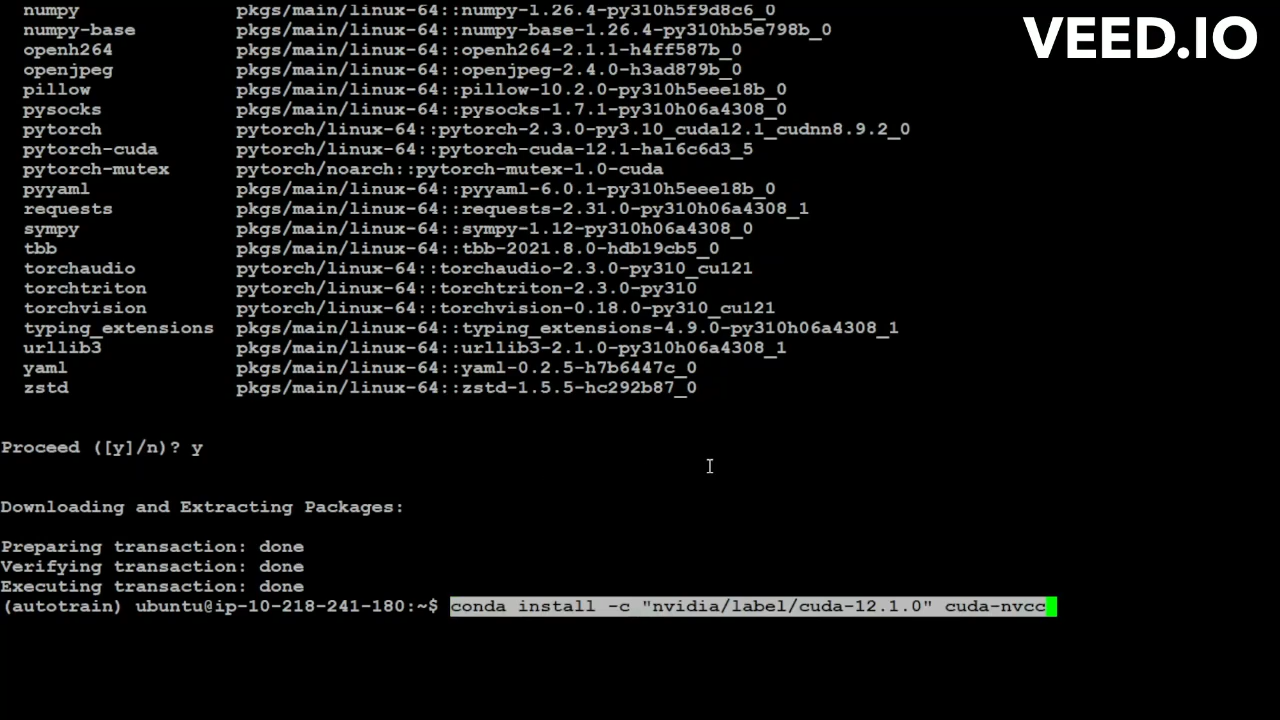 numpy pkgs/main/linux-64::numpy-1.26.4-py310h5f9d8c6_0
VEED.IO
numpy-base pkgs/main/linux-64::numpy-base-1.26.4-py310hb5e798b_0
openh264 pkgs/main/linux-64::openh264-2.1.1-h4ff587b_0
openjpeg pkgs/main/linux-64::openjpeg-2.4.0-h3ad879b_0
pillow pkgs/main/linux-64::pillow-10.2.0-py310h5eee18b_0
pysocks pkgs/main/linux-64::pysocks-1.7.1-py310h06a4308_0
pytorch pytorch/linux-64::pytorch-2.3.0-py3.10_cuda12.1_cudnn8.9.2_0
pytorch-cuda pytorch/linux-64::pytorch-cuda-12.1-ha16c6d3_5
pytorch-mutex pytorch/noarch::pytorch-mutex-1.0-cuda
pyyaml pkgs/main/linux-64::pyyaml-6.0.1-py310h5eee18b_0
requests pkgs/main/linux-64::requests-2.31.0-py310h06a4308_1
sympy pkgs/main/linux-64::sympy-1.12-py310h06a4308_0
tbb pkgs/main/linux-64::tbb-2021.8.0-hdb19cb5_0
torchaudio pytorch/linux-64::torchaudio-2.3.0-py310_cu121
torchtriton pytorch/linux-64::torchtriton-2.3.0-py310
torchvision pytorch/linux-64::torchvision-0.18.0-py310_cu121
typing_extensions pkgs/main/linux-64::typing_extensions-4.9.0-py310h06a4308_1
urllib3 pkgs/main/linux-64::urllib3-2.1.0-py310h06a4308_1
yaml pkgs/main/linux-64::yaml-0.2.5-h7b6447c_0
zstd pkgs/main/linux-64::zstd-1.5.5-hc292b87_0
Proceed ([y]/n)? y
Downloading and Extracting Packages:
Preparing transaction: done
Verifying transaction: done
Executing transaction: done
(autotrain) ubuntu@ip-10-218-241-180:~$ conda install -c "nvidia/label/cuda-12.1.0" cuda-nvcc